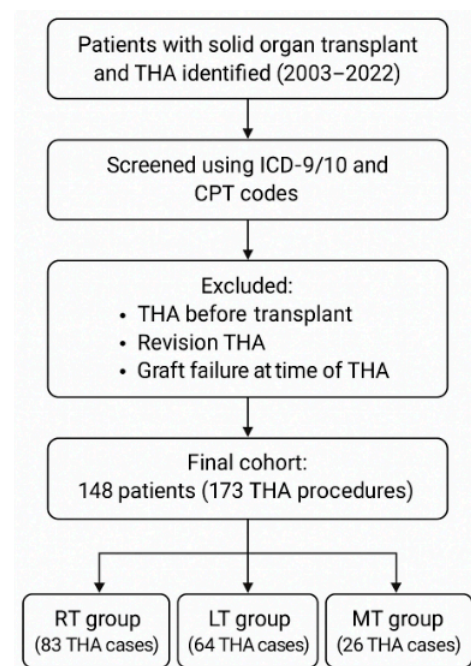 Patients with solid organ transplant
and THA identified (2003–2022)
Screened using ICD-9/10 and
CPT codes
Excluded:
• THA before transplant
• Revision THA
• Graft failure at time of THA
Final cohort:
148 patients (173 THA procedures)
RT group
(83 THA cases)
LT group
(64 THA cases)
MT group
(26 THA cases)